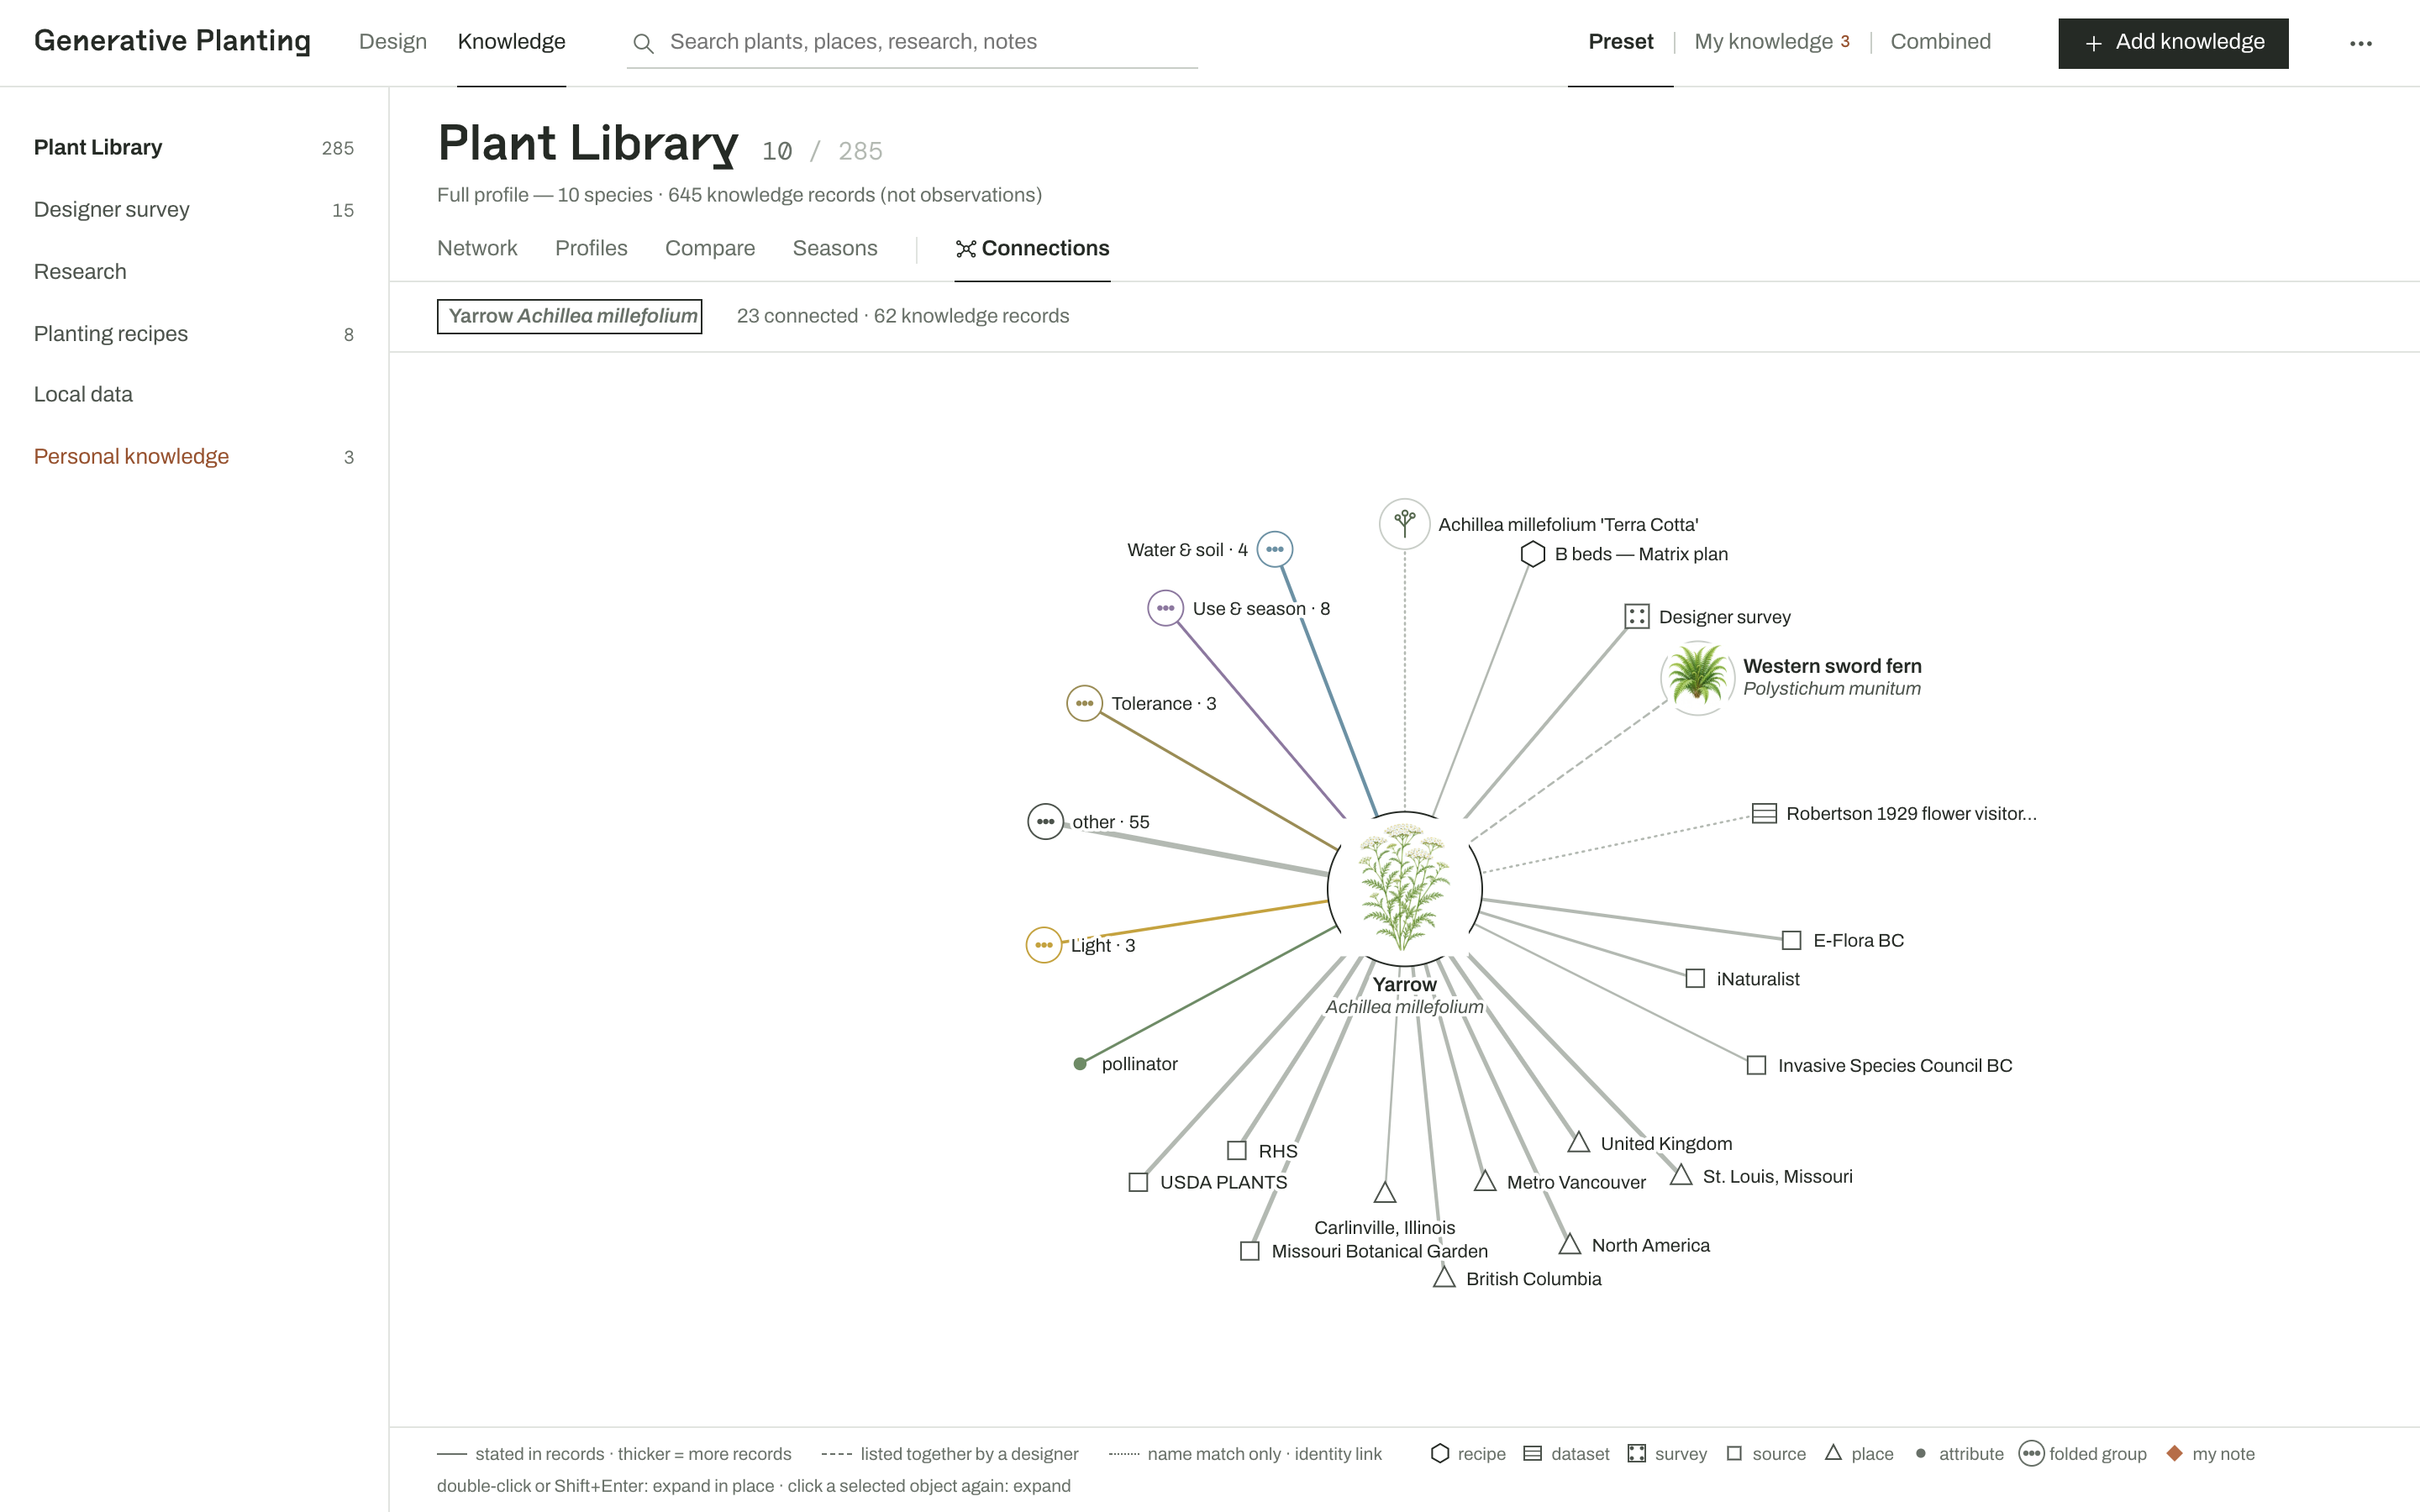 Generative Planting
Design
Knowledge
Search plants, places, research, notes
Preset
My knowledge 3
Combined
+ Add knowledge
Plant Library 285
Designer survey 15
Research
Planting recipes 8
Local data
Personal knowledge 3
Plant Library 10 / 285
Full profile — 10 species · 645 knowledge records (not observations)
Network
Profiles
Compare
Seasons
Connections
Yarrow Achillea millefolium
23 connected · 62 knowledge records
Achillea millefolium 'Terra Cotta'
Water & soil · 4
B beds — Matrix plan
Use & season · 8
Designer survey
Western sword fern
Polystichum munitum
Tolerance · 3
Robertson 1929 flower visitor...
other · 55
E-Flora BC
Light · 3
iNaturalist
Yarrow
Achillea millefolium
pollinator
Invasive Species Council BC
United Kingdom
RHS
St. Louis, Missouri
USDA PLANTS
Metro Vancouver
Carlinville, Illinois
North America
Missouri Botanical Garden
British Columbia
stated in records · thicker = more records
listed together by a designer
name match only · identity link
recipe
dataset
survey
source
place
attribute
folded group
my note
double-click or Shift+Enter: expand in place · click a selected object again: expand